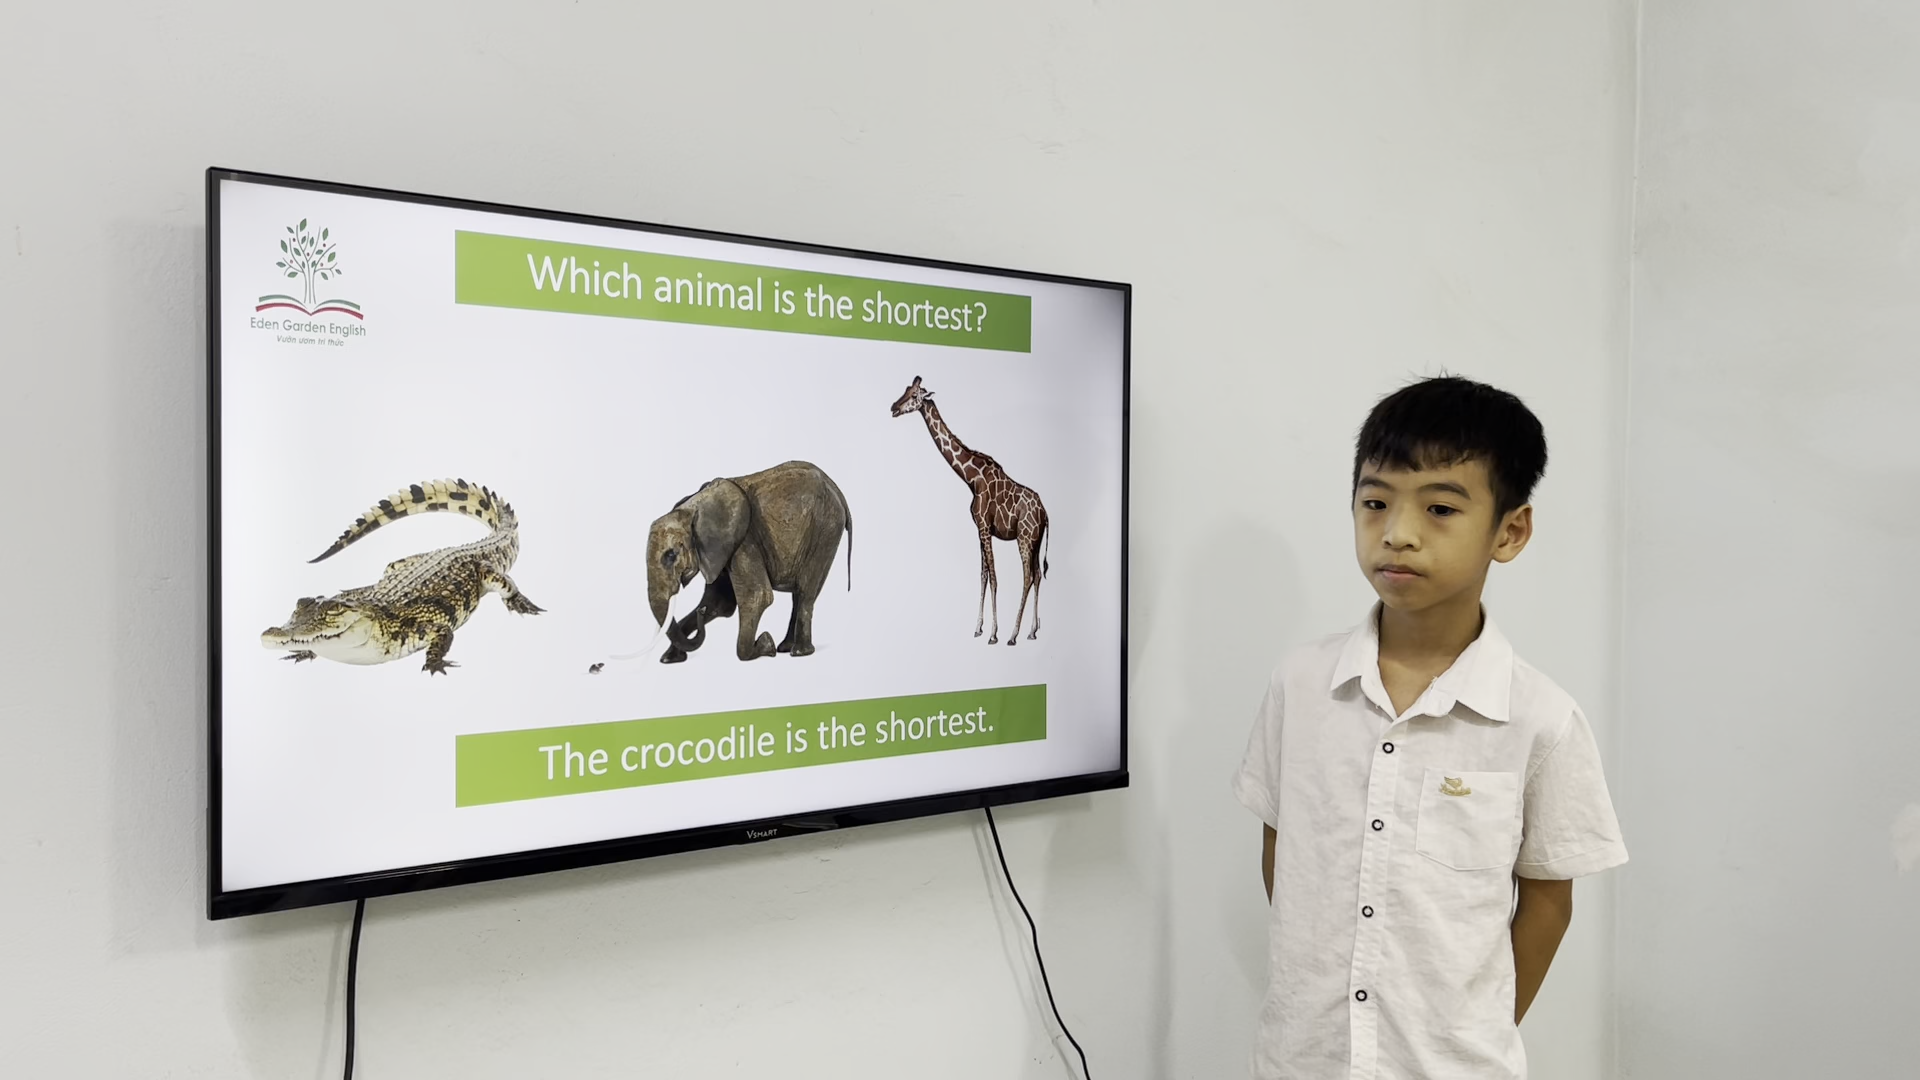 Eden Garden English
Vườn ươm tri thức
Which animal is the shortest?
The crocodile is the shortest.
VSMART